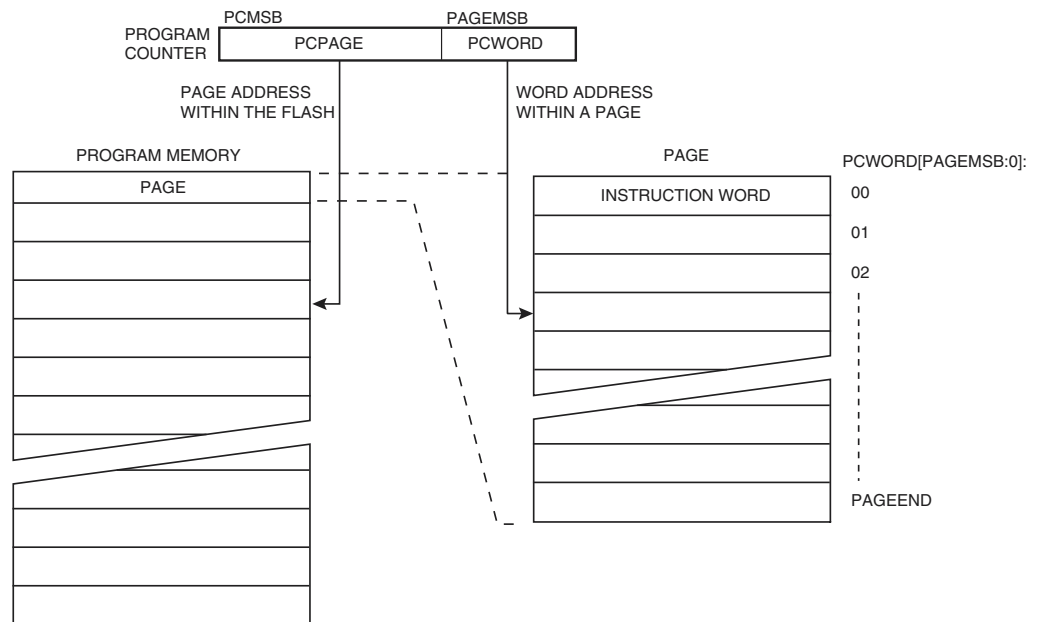 PCMSB
PAGEMSB
PROGRAM
COUNTER
PCPAGE
PCWORD
PAGE ADDRESS
WITHIN THE FLASH
WORD ADDRESS
WITHIN A PAGE
PROGRAM MEMORY
PAGE
PAGE
PCWORD[PAGEMSB:0]:
INSTRUCTION WORD
00
01
02
PAGEEND